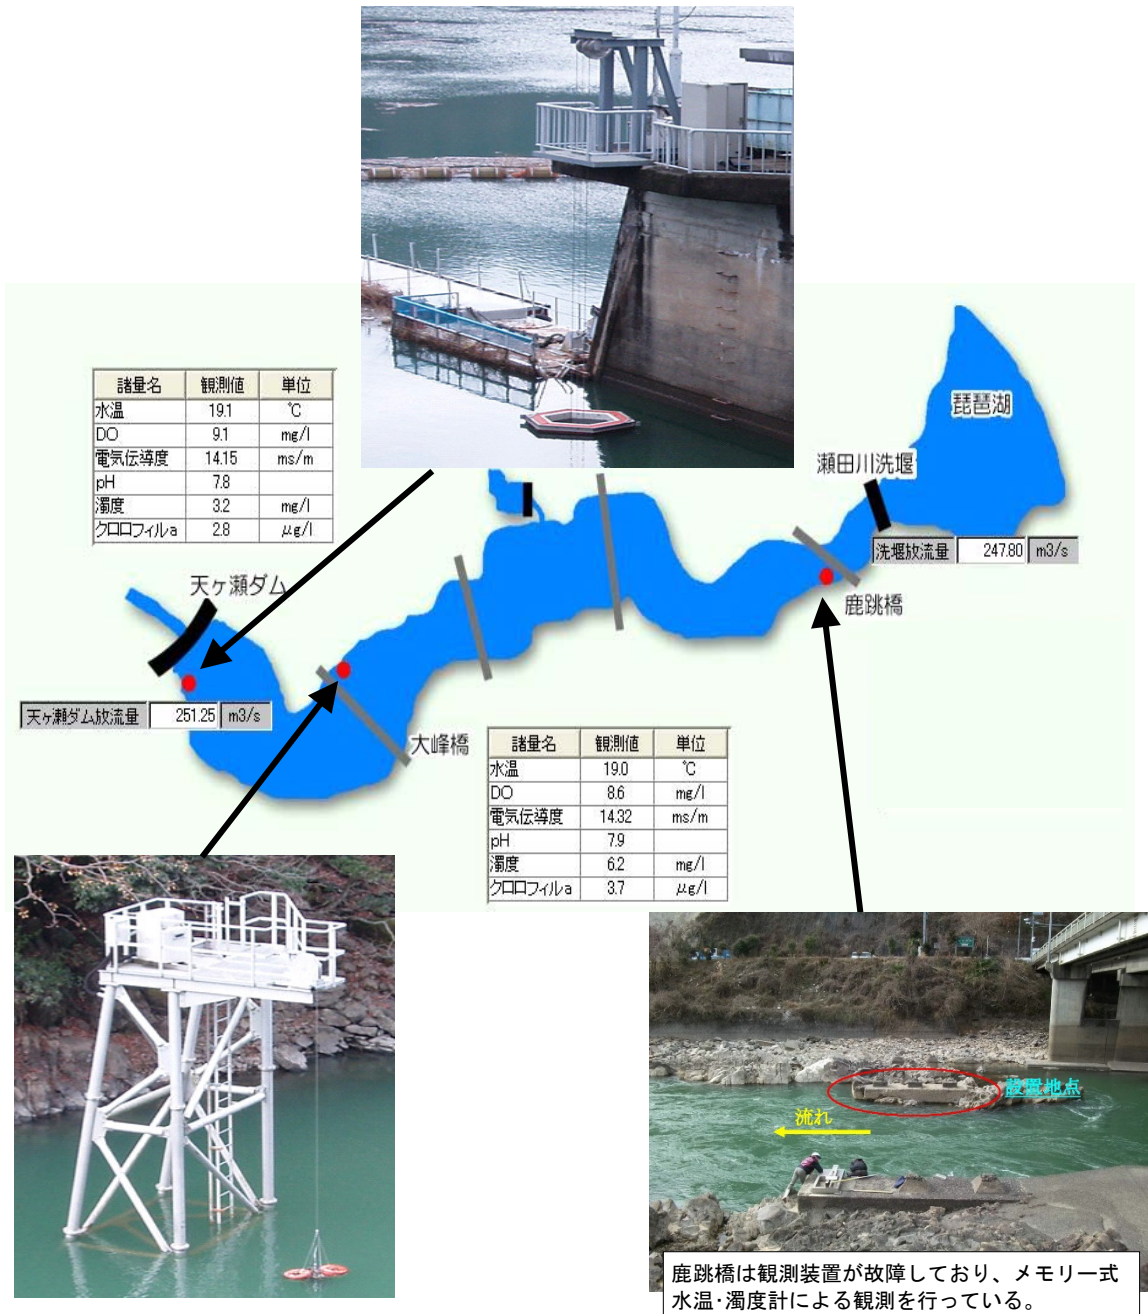 諸量名 観測値 単位
水温 19.1 ℃
DO 9.1 mg/l
電気伝導度 14.15 ms/m
pH 7.8
濁度 3.2 mg/l
クロロフィルa 2.8 μg/l
琵琶湖
瀬田川洗堰
洗堰放流量 247.80 m3/s
鹿跳橋
天ヶ瀬ダム
天ヶ瀬ダム放流量 251.25 m3/s
大峰橋
諸量名 観測値 単位
水温 19.0 ℃
DO 8.6 mg/l
電気伝導度 14.32 ms/m
pH 7.9
濁度 6.2 mg/l
クロロフィルa 3.7 μg/l
設置地点
流れ
鹿跳橋は観測装置が故障しており、メモリー式
水温･濁度計による観測を行っている。